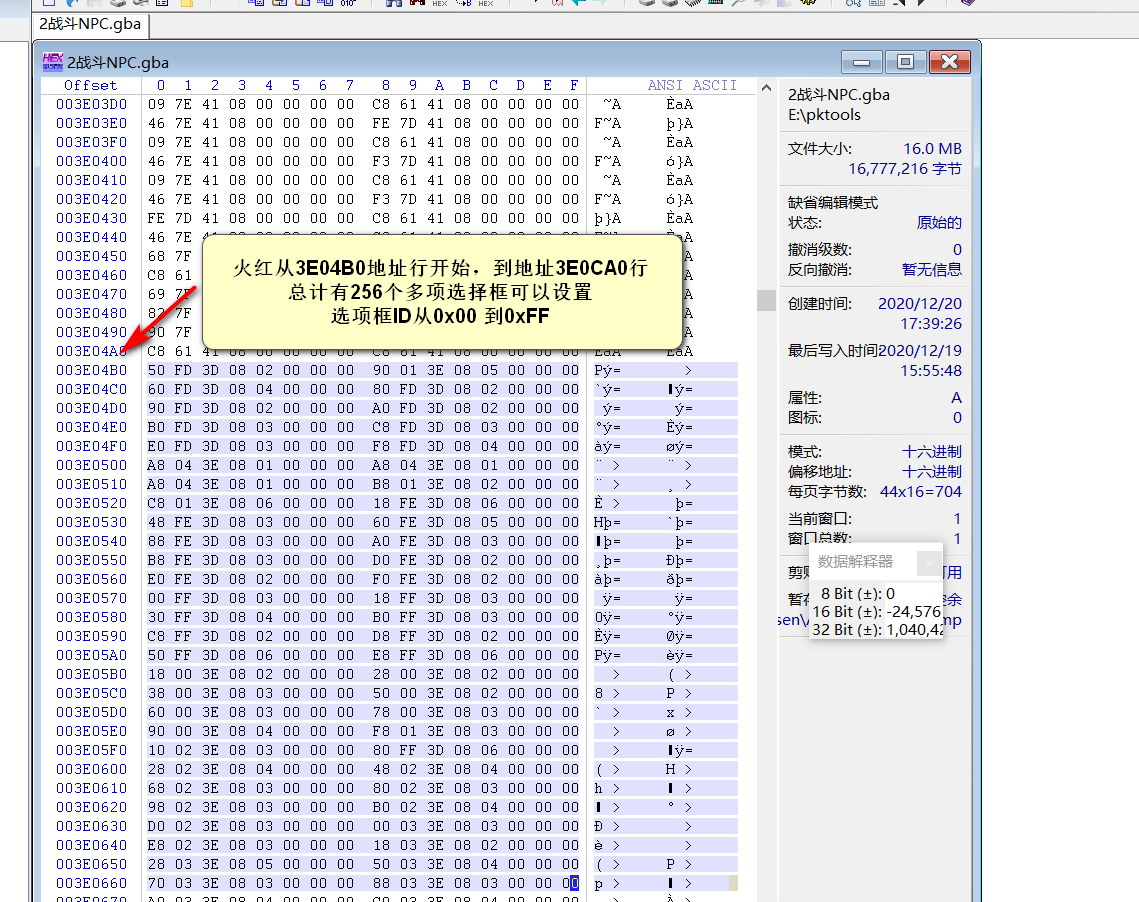 2战斗NPC.gba
2战斗NPC.gba
Offset 0 1 2 3 4 5 6 7 8 9 A B C D E F ANSI ASCII
003E03D0 09 7E 41 08 00 00 00 00 C8 61 41 08 00 00 00 00 ~A ÈaA
003E03E0 46 7E 41 08 00 00 00 00 FE 7D 41 08 00 00 00 00 F~A þ}A
003E03F0 09 7E 41 08 00 00 00 00 C8 61 41 08 00 00 00 00 ~A ÈaA
003E0400 46 7E 41 08 00 00 00 00 F3 7D 41 08 00 00 00 00 F~A ó}A
003E0410 09 7E 41 08 00 00 00 00 C8 61 41 08 00 00 00 00 ~A ÈaA
003E0420 46 7E 41 08 00 00 00 00 F3 7D 41 08 00 00 00 00 F~A ó}A
003E0430 FE 7D 41 08 00 00 00 00 C8 61 41 08 00 00 00 00 þ}A ÈaA
003E0440 46 7E
003E0450 68 7F
003E0460 C8 61
003E0470 69
003E0480 82 7F
003E0490 90 7F
003E04A0 C8 61 41 08 00 00 00 00 C8 61 41 08 00 00 00 00 ÈaA ÈaA
火红从3E04B0地址行开始，到地址3E0CA0行
总计有256个多项选择框可以设置
选项框ID从0x00 到0xFF
003E04B0 50 FD 3D 08 02 00 00 00 90 01 3E 08 05 00 00 00 Pý= >
003E04C0 60 FD 3D 08 04 00 00 00 80 FD 3D 08 02 00 00 00 `ý= ý=
003E04D0 90 FD 3D 08 02 00 00 00 A0 FD 3D 08 02 00 00 00 ý= ý=
003E04E0 B0 FD 3D 08 03 00 00 00 C8 FD 3D 08 03 00 00 00 °ý= Èý=
003E04F0 E0 FD 3D 08 03 00 00 00 F8 FD 3D 08 04 00 00 00 àý= øý=
003E0500 A8 04 3E 08 01 00 00 00 A8 04 3E 08 01 00 00 00 ¨ > ¨ >
003E0510 A8 04 3E 08 01 00 00 00 B8 01 3E 08 02 00 00 00 ¨ > ¸ >
003E0520 C8 01 3E 08 06 00 00 00 18 FE 3D 08 06 00 00 00 È > þ=
003E0530 48 FE 3D 08 03 00 00 00 60 FE 3D 08 05 00 00 00 Hþ= `þ=
003E0540 88 FE 3D 08 03 00 00 00 A0 FE 3D 08 03 00 00 00 þ= þ=
003E0550 B8 FE 3D 08 03 00 00 00 D0 FE 3D 08 02 00 00 00 ¸þ= Ðþ=
003E0560 E0 FE 3D 08 02 00 00 00 F0 FE 3D 08 02 00 00 00 àþ= ðþ=
003E0570 00 FF 3D 08 03 00 00 00 18 FF 3D 08 03 00 00 00 ÿ= ÿ=
003E0580 30 FF 3D 08 04 00 00 00 B0 FF 3D 08 03 00 00 00 0ÿ= °ÿ=
003E0590 C8 FF 3D 08 02 00 00 00 D8 FF 3D 08 02 00 00 00 Èÿ= Øÿ=
003E05A0 50 FF 3D 08 06 00 00 00 E8 FF 3D 08 06 00 00 00 Pÿ= èÿ=
003E05B0 18 00 3E 08 02 00 00 00 28 00 3E 08 02 00 00 00 > ( >
003E05C0 38 00 3E 08 03 00 00 00 50 00 3E 08 02 00 00 00 8 > P >
003E05D0 60 00 3E 08 03 00 00 00 78 00 3E 08 03 00 00 00 ` > x >
003E05E0 90 00 3E 08 04 00 00 00 F8 01 3E 08 03 00 00 00 > ø >
003E05F0 10 02 3E 08 03 00 00 00 80 FF 3D 08 06 00 00 00 > ÿ=
003E0600 28 02 3E 08 04 00 00 00 48 02 3E 08 04 00 00 00 ( > H >
003E0610 68 02 3E 08 03 00 00 00 80 02 3E 08 03 00 00 00 h > >
003E0620 98 02 3E 08 03 00 00 00 B0 02 3E 08 04 00 00 00 > ° >
003E0630 D0 02 3E 08 03 00 00 00 00 03 3E 08 03 00 00 00 Ð > >
003E0640 E8 02 3E 08 03 00 00 00 18 03 3E 08 02 00 00 00 è > >
003E0650 28 03 3E 08 05 00 00 00 50 03 3E 08 04 00 00 00 ( > P >
003E0660 70 03 3E 08 03 00 00 00 88 03 3E 08 03 00 00 00 p > >
003E0670 A0 03 3E 08 04 00 00 00 C0 03 3E 08 04 00 00 00
2战斗NPC.gba
E:\pktools
文件大小: 16.0 MB
16,777,216 字节
缺省编辑模式
状态: 原始的
撤消级数: 0
反向撤消: 暂无信息
创建时间: 2020/12/20
17:39:26
最后写入时间2020/12/19
15:55:48
属性: A
图标: 0
模式: 十六进制
偏移地址: 十六进制
每页字节数: 44x16=704
当前窗口: 1
窗口总数: 1
数据解释器
8 Bit (±): 0
16 Bit (±): -24,576
32 Bit (±): 1,040,42